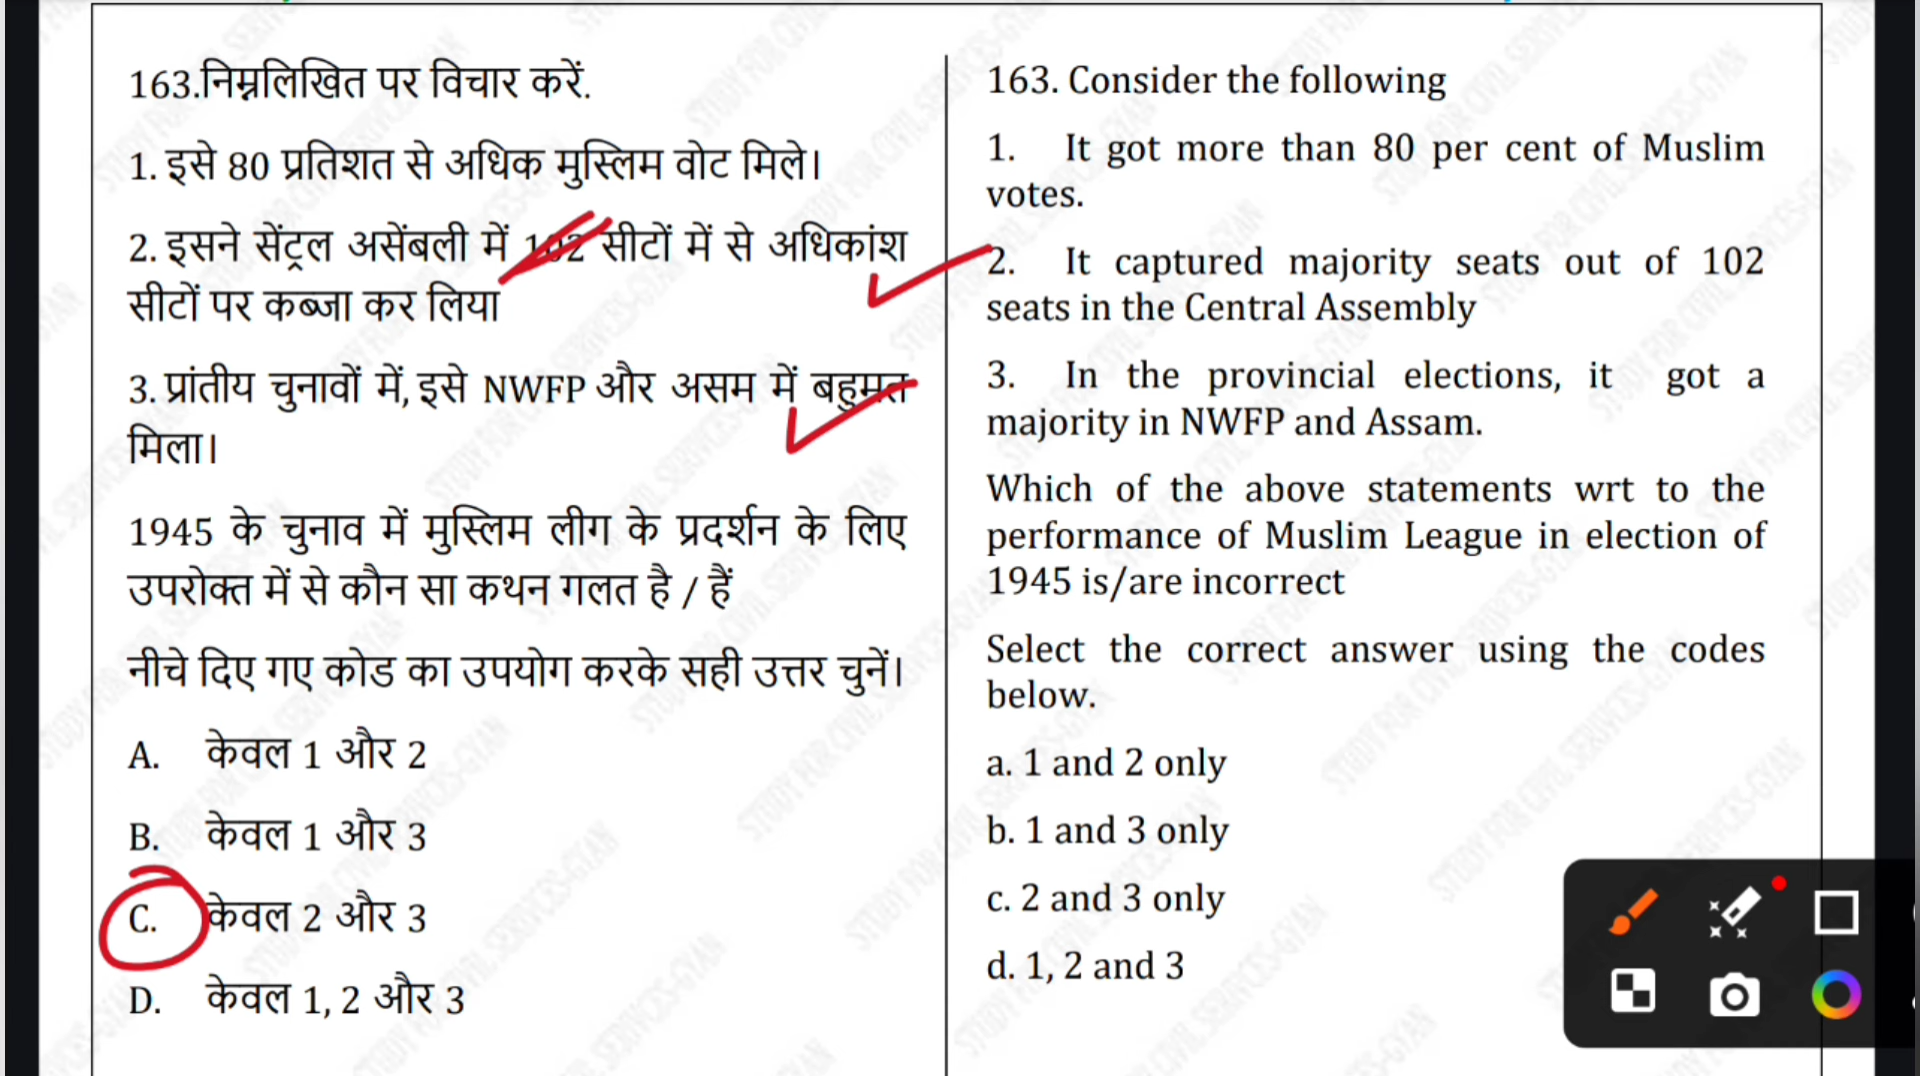 163.निम्नलिखित पर विचार करें.
1. इसे 80 प्रतिशत से अधिक मुस्लिम वोट मिले।
2. इसने सेंट्रल असेंबली में 102 सीटों में से अधिकांश
सीटों पर कब्जा कर लिया
3. प्रांतीय चुनावों में, इसे NWFP और असम में बहुमत
मिला।
1945 के चुनाव में मुस्लिम लीग के प्रदर्शन के लिए
उपरोक्त में से कौन सा कथन गलत है / हैं
नीचे दिए गए कोड का उपयोग करके सही उत्तर चुनें।
A. केवल 1 और 2
B. केवल 1 और 3
C. केवल 2 और 3
D. केवल 1, 2 और 3
163. Consider the following
1. It got more than 80 per cent of Muslim
votes.
2. It captured majority seats out of 102
seats in the Central Assembly
3. In the provincial elections, it got a
majority in NWFP and Assam.
Which of the above statements wrt to the
performance of Muslim League in election of
1945 is/are incorrect
Select the correct answer using the codes
below.
a. 1 and 2 only
b. 1 and 3 only
c. 2 and 3 only
d. 1, 2 and 3